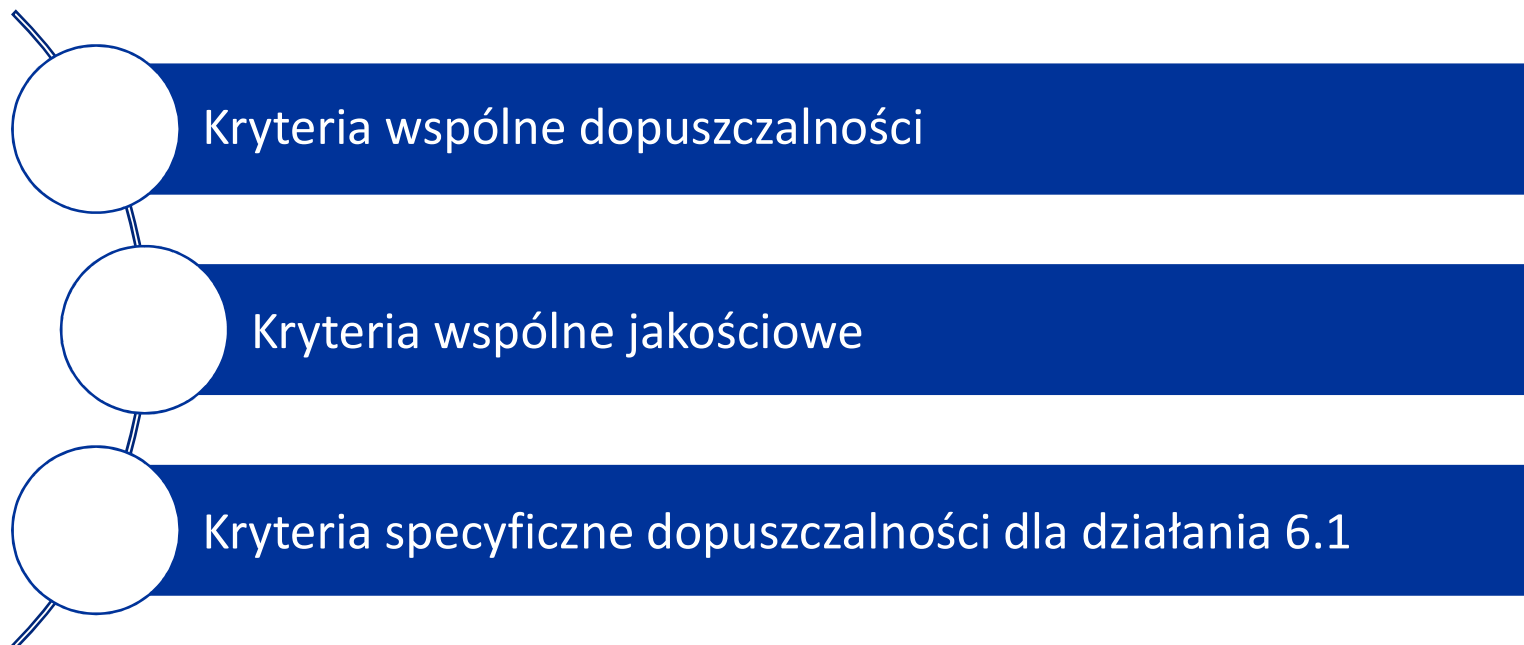 Kryteria wspólne dopuszczalności
Kryteria wspólne jakościowe
Kryteria specyficzne dopuszczalności dla działania 6.1